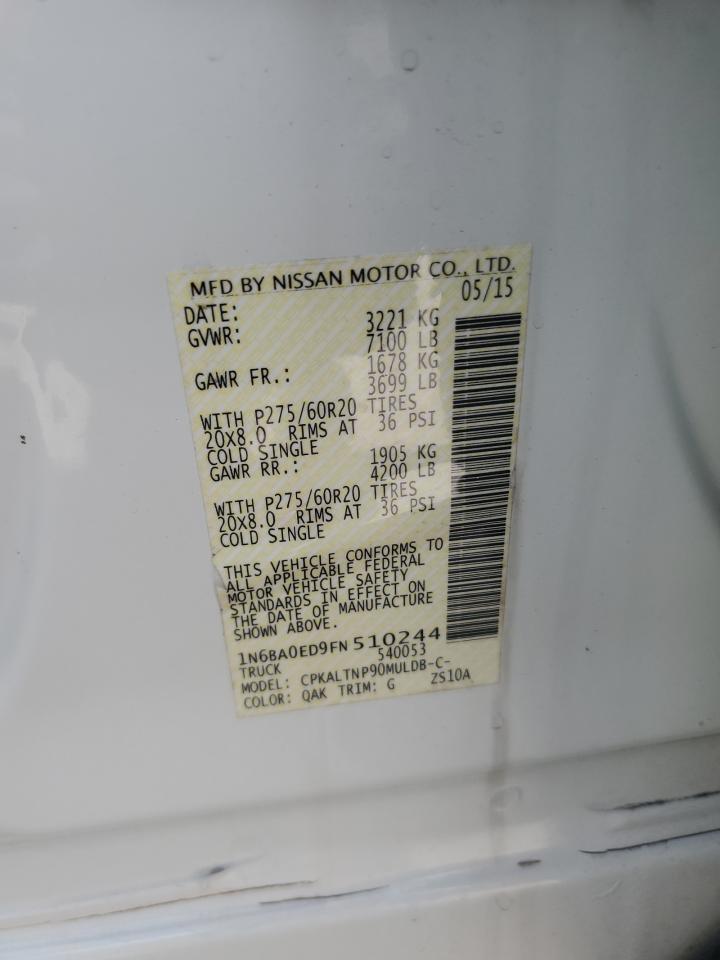 MFD BY NISSAN MOTOR CO., LTD.
DATE: 05/15
GVWR: 3221 KG
7100 LB
GAWR FR.: 1678 KG
3699 LB
WITH P275/60R20 TIRES
20X8.0 RIMS AT 36 PSI
COLD SINGLE
GAWR RR.: 1905 KG
4200 LB
WITH P275/60R20 TIRES
20X8.0 RIMS AT 36 PSI
COLD SINGLE
THIS VEHICLE CONFORMS TO
ALL APPLICABLE FEDERAL
MOTOR VEHICLE SAFETY
STANDARDS IN EFFECT ON
THE DATE OF MANUFACTURE
SHOWN ABOVE.
1N6BA0ED9FN510244
TRUCK 540053
MODEL: CPKALTNP90MULDB-C-
COLOR: QAK TRIM: G ZS10A